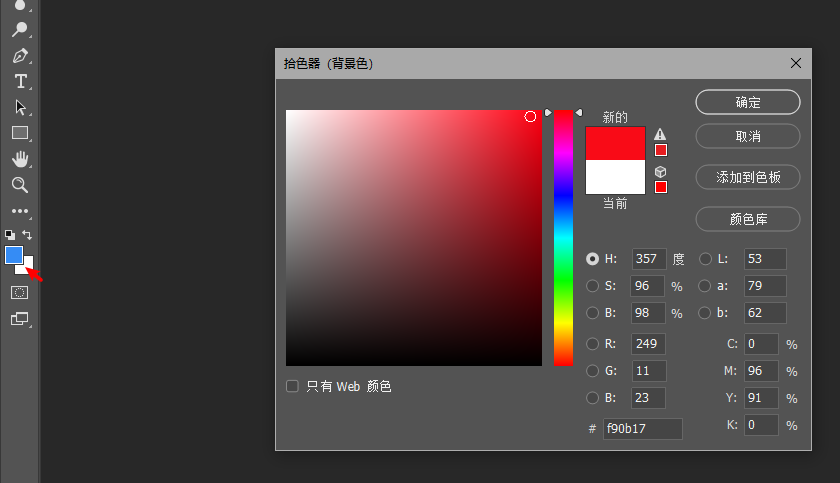 拾色器（背景色）
新的
当前
确定
取消
添加到色板
颜色库
H: 357 度
S: 96 %
B: 98 %
R: 249
G: 11
B: 23
# f90b17
L: 53
a: 79
b: 62
C: 0 %
M: 96 %
Y: 91 %
K: 0 %
只有 Web 颜色
T